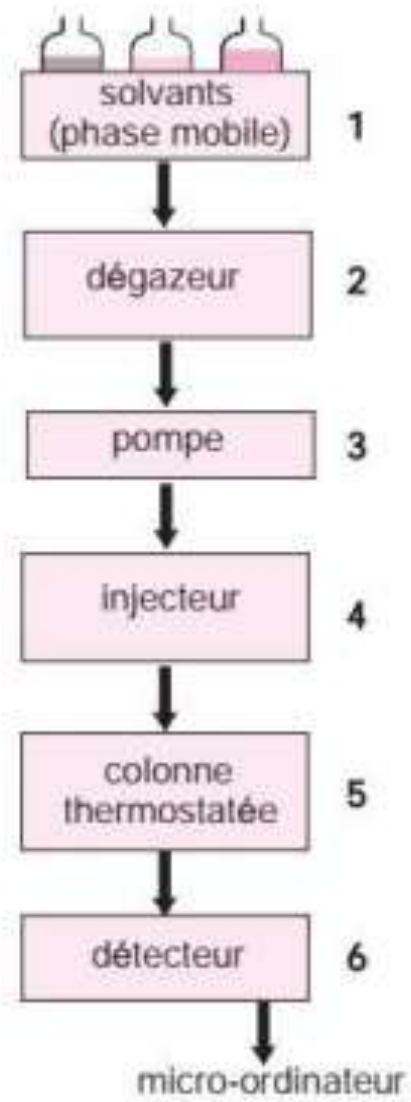 solvants
(phase mobile) 1
dégazeur 2
pompe 3
injecteur 4
colonne
thermostatée 5
détecteur 6
micro-ordinateur